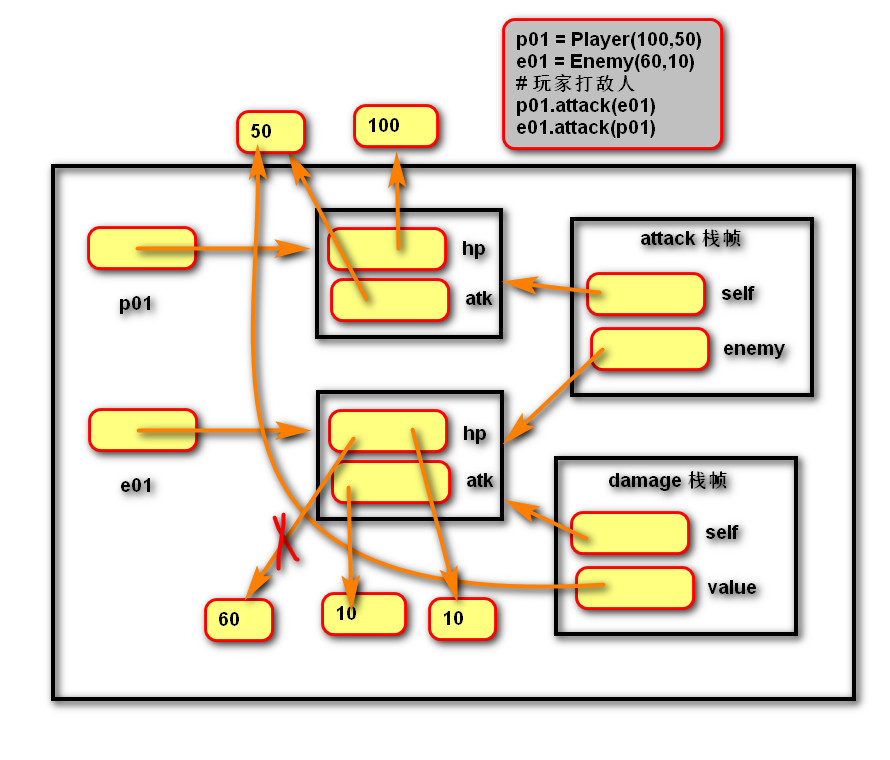 p01 = Player(100,50)
e01 = Enemy(60,10)
# 玩家打敌人
p01.attack(e01)
e01.attack(p01)
50
100
p01
hp
atk
attack 栈帧
self
enemy
e01
hp
atk
damage 栈帧
self
value
60
10
10